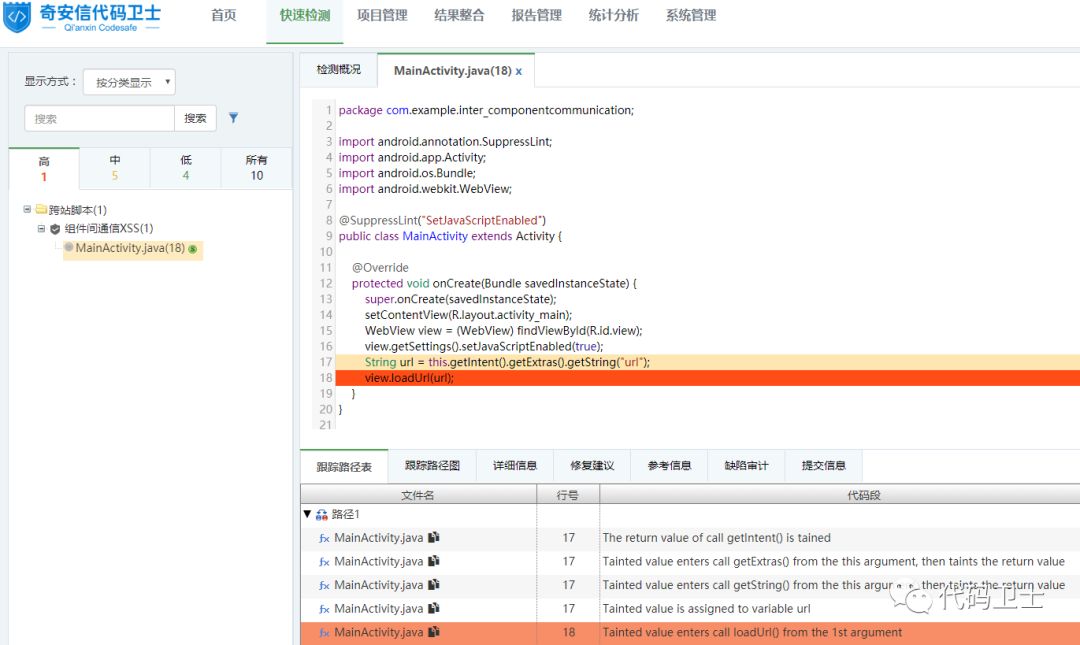 奇安信代码卫士
Qi'anxin Codesafe
首页 快速检测 项目管理 结果整合 报告管理 统计分析 系统管理
显示方式： 按分类显示
搜索 搜索
高 中 低 所有
1 5 4 10
跨站脚本(1)
组件间通信XSS(1)
MainActivity.java(18) S
检测概况 MainActivity.java(18) x
1 package com.example.inter_componentcommunication;
2
3 import android.annotation.SuppressLint;
4 import android.app.Activity;
5 import android.os.Bundle;
6 import android.webkit.WebView;
7
8 @SuppressLint("SetJavaScriptEnabled")
9 public class MainActivity extends Activity {
10
11 @Override
12 protected void onCreate(Bundle savedInstanceState) {
13 super.onCreate(savedInstanceState);
14 setContentView(R.layout.activity_main);
15 WebView view = (WebView) findViewById(R.id.view);
16 view.getSettings().setJavaScriptEnabled(true);
17 String url = this.getIntent().getExtras().getString("url");
18 view.loadUrl(url);
19 }
20 }
21
跟踪路径表 跟踪路径图 详细信息 修复建议 参考信息 缺陷审计 提交信息
文件名 行号 代码段
路径1
fx MainActivity.java 17 The return value of call getIntent() is tained
fx MainActivity.java 17 Tainted value enters call getExtras() from the this argument, then taints the return value
fx MainActivity.java 17 Tainted value enters call getString() from the this argument, then taints the return value
fx MainActivity.java 17 Tainted value is assigned to variable url
代码卫士
fx MainActivity.java 18 Tainted value enters call loadUrl() from the 1st argument